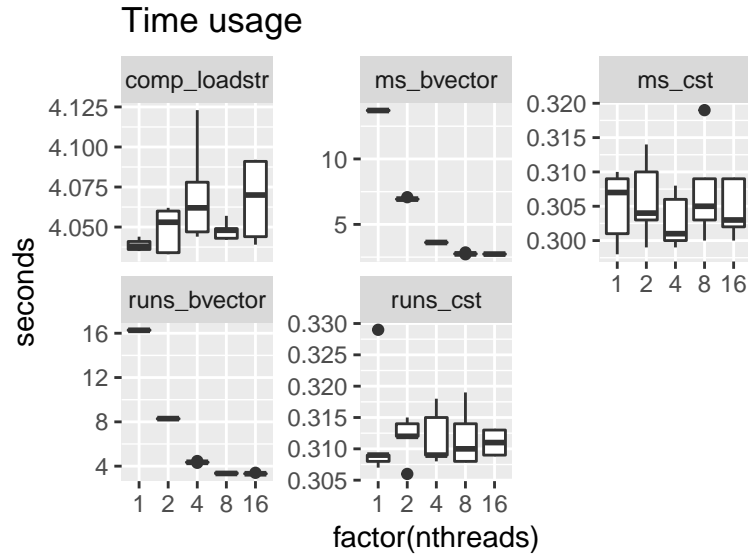 Time usage
comp_loadstr
ms_bvector
ms_cst
4.125
4.100
4.075
4.050
10
5
0.320
0.315
0.310
0.305
0.300
1 2 4 8 16
runs_bvector
runs_cst
16
12
8
4
0.330
0.325
0.320
0.315
0.310
0.305
1 2 4 8 16
1 2 4 8 16
seconds
factor(nthreads)